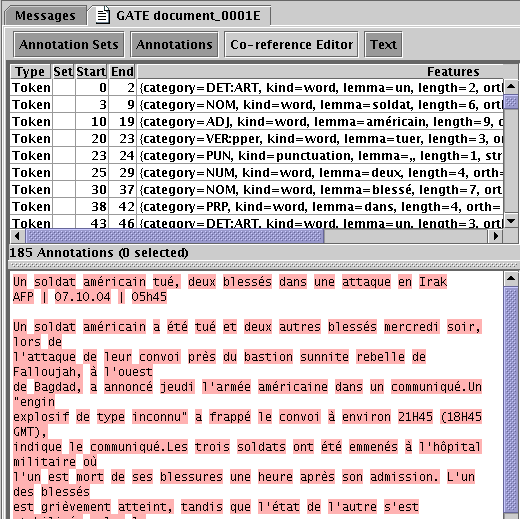 Messages GATE document_0001E
Annotation Sets Annotations Co-reference Editor Text
Type Set Start End Features
Token 0 2 {category=DET:ART, kind=word, lemma=un, length=2, ort
Token 3 9 {category=NOM, kind=word, lemma=soldat, length=6, ort
Token 10 19 {category=ADJ, kind=word, lemma=américain, length=9, o
Token 20 23 {category=VER:pper, kind=word, lemma=tuer, length=3, o
Token 23 24 {category=PUN, kind=punctuation, lemma=,, length=1, str
Token 25 29 {category=NUM, kind=word, lemma=deux, length=4, orth=
Token 30 37 {category=NOM, kind=word, lemma=blessé, length=7, ort
Token 38 42 {category=PRP, kind=word, lemma=dans, length=4, orth=
Token 43 46 {category=DET:ART, kind=word, lemma=un, length=3, orth
185 Annotations (0 selected)
Un soldat américain tué, deux blessés dans une attaque en Irak
AFP | 07.10.04 | 05h45
Un soldat américain a été tué et deux autres blessés mercredi soir,
lors de
l'attaque de leur convoi près du bastion sunnite rebelle de
Falloujah, à l'ouest
de Bagdad, a annoncé jeudi l'armée américaine dans un communiqué.Un
"engin
explosif de type inconnu" a frappé le convoi à environ 21H45 (18H45
GMT),
indique le communiqué.Les trois soldats ont été emmenés à l'hôpital
militaire où
l'un est mort de ses blessures une heure après son admission. L'un
des blessés
est grièvement atteint, tandis que l'état de l'autre s'est